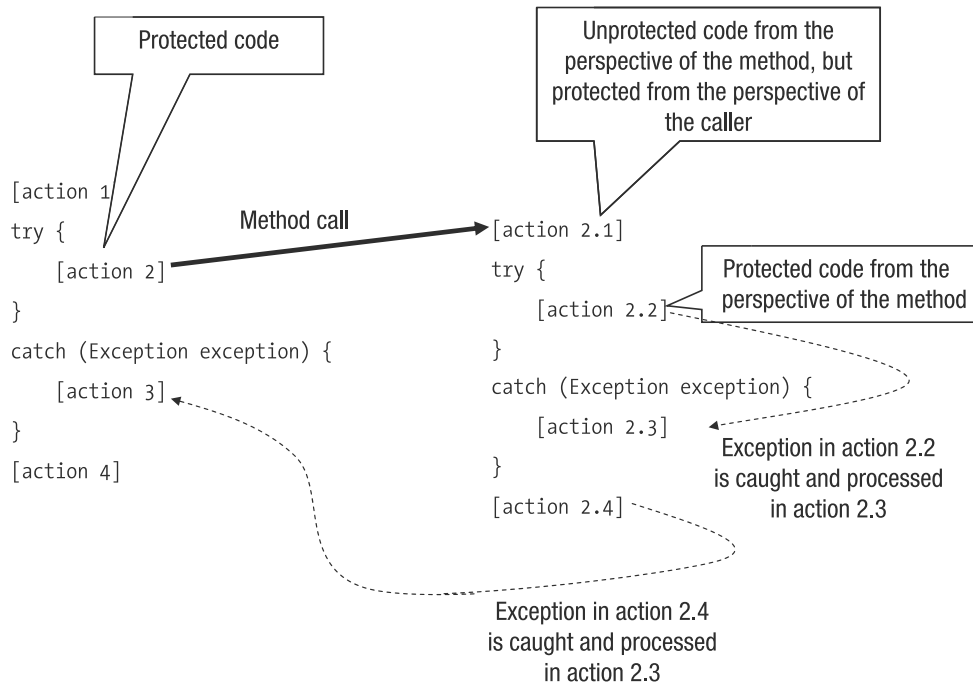 Protected code
Unprotected code from the
perspective of the method, but
protected from the perspective of
the caller
[action 1
try {
[action 2]
}
catch (Exception exception) {
[action 3]
}
[action 4]
Method call
[action 2.1]
try {
[action 2.2]
}
catch (Exception exception) {
[action 2.3]
}
[action 2.4]
Protected code from the
perspective of the method
Exception in action 2.2
is caught and processed
in action 2.3
Exception in action 2.4
is caught and processed
in action 2.3